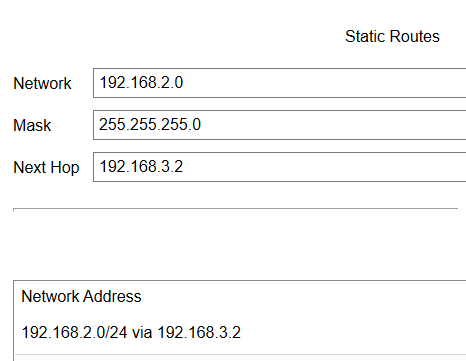 Static Routes
Network 192.168.2.0
Mask 255.255.255.0
Next Hop 192.168.3.2
Network Address
192.168.2.0/24 via 192.168.3.2